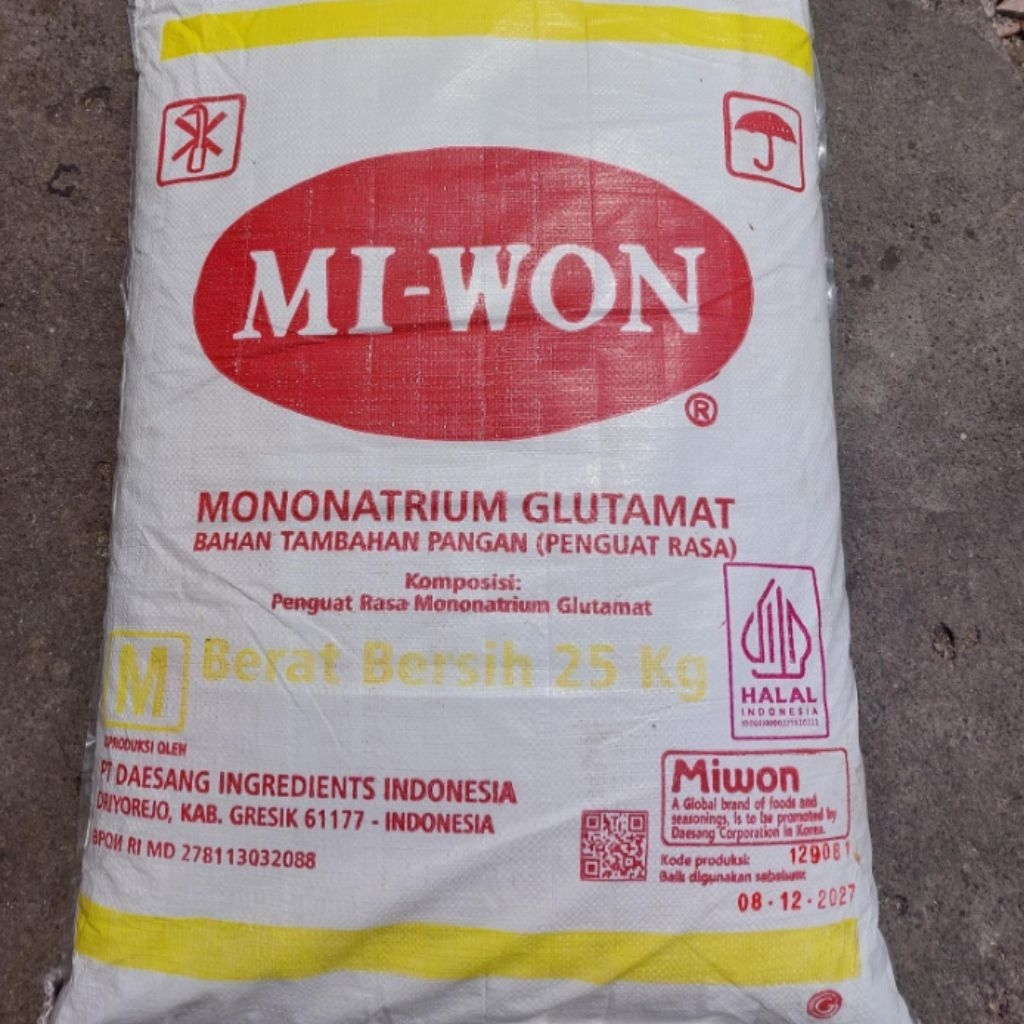 MI-WON
®
MONONATRIUM GLUTAMAT
BAHAN TAMBAHAN PANGAN (PENGUAT RASA)
Komposisi:
Penguat Rasa Mononatrium Glutamat
M
Berat Bersih 25 Kg
HALAL
INDONESIA
DIPRODUKSI OLEH
PT DAESANG INGREDIENTS INDONESIA
DRIYOREJO, KAB. GRESIK 61177 - INDONESIA
BPOM RI MD 278113032088
Miwon
A Global brand of foods and
seasonings, is to be promoted by
Daesang Corporation in Korea.
Kode produksi: 129081
Baik digunakan sebelum:
08-12-2027
G